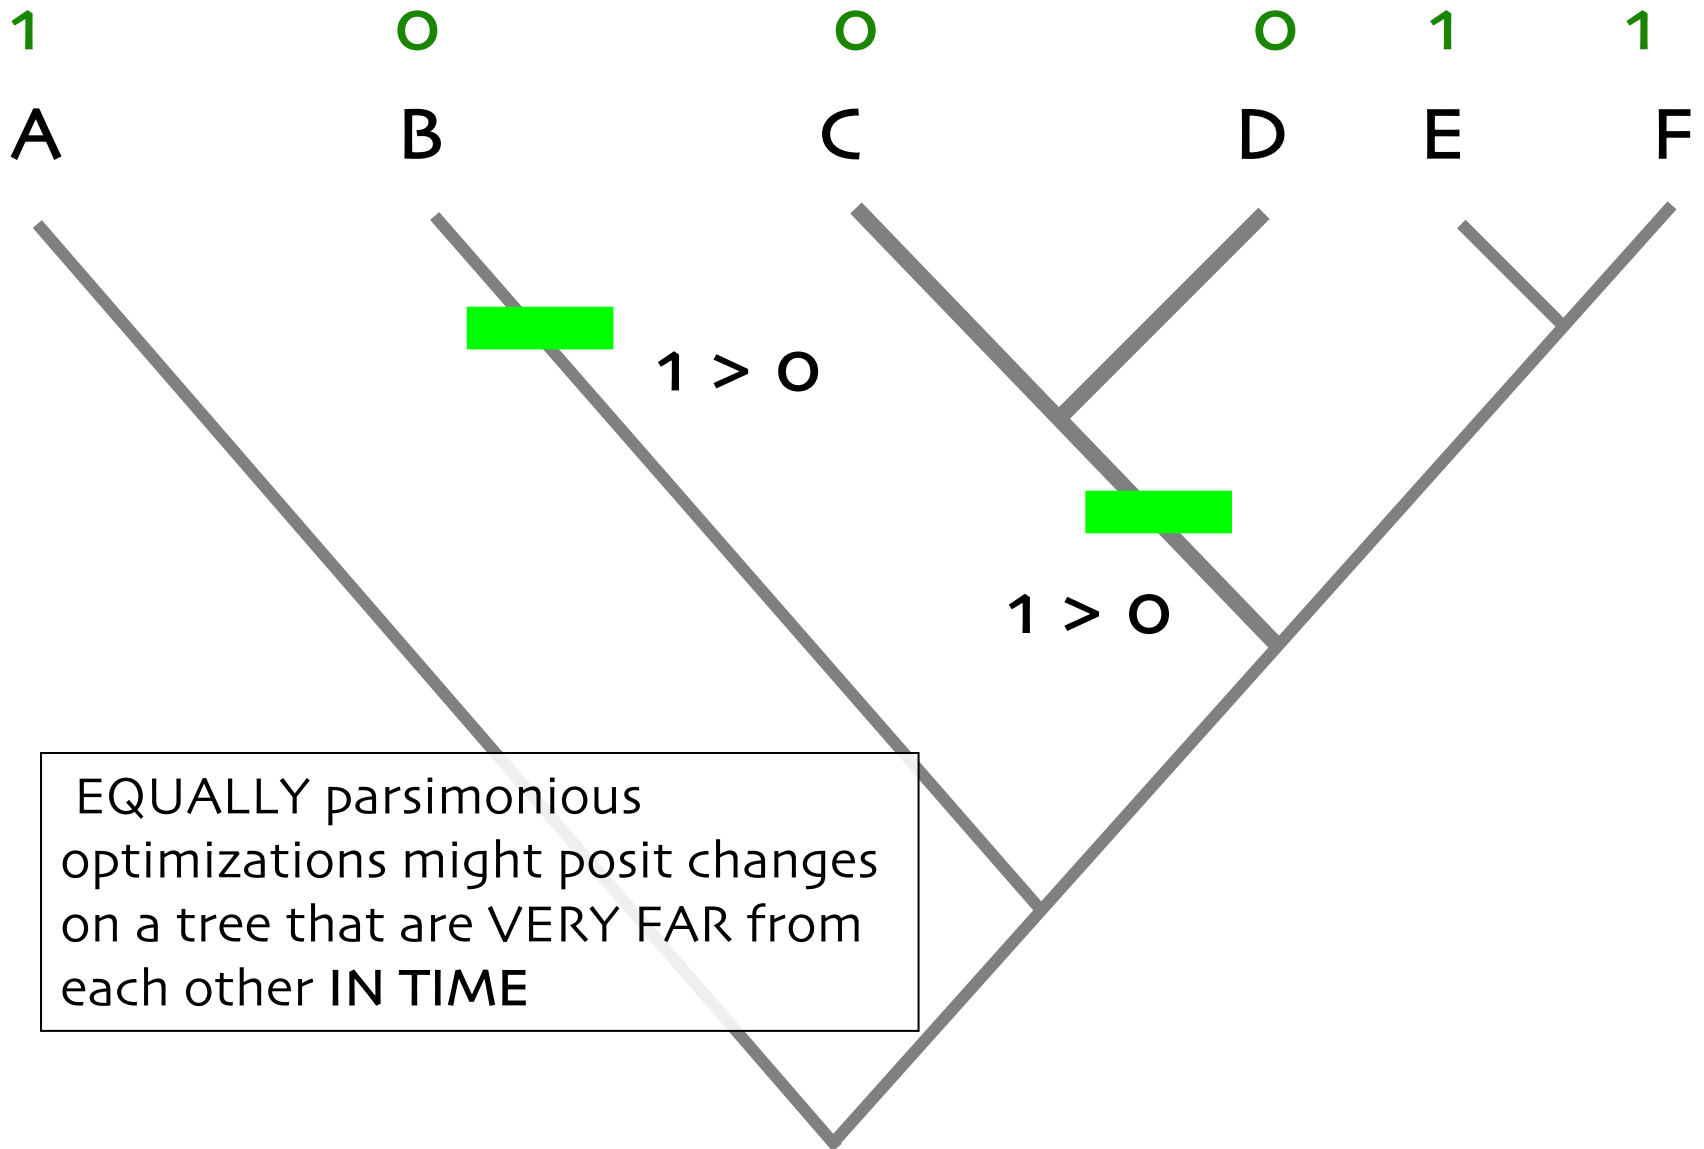 1 0 0 0 1 1
A B C D E F
1 > 0
1 > 0
EQUALLY parsimonious
optimizations might posit changes
on a tree that are VERY FAR from
each other IN TIME